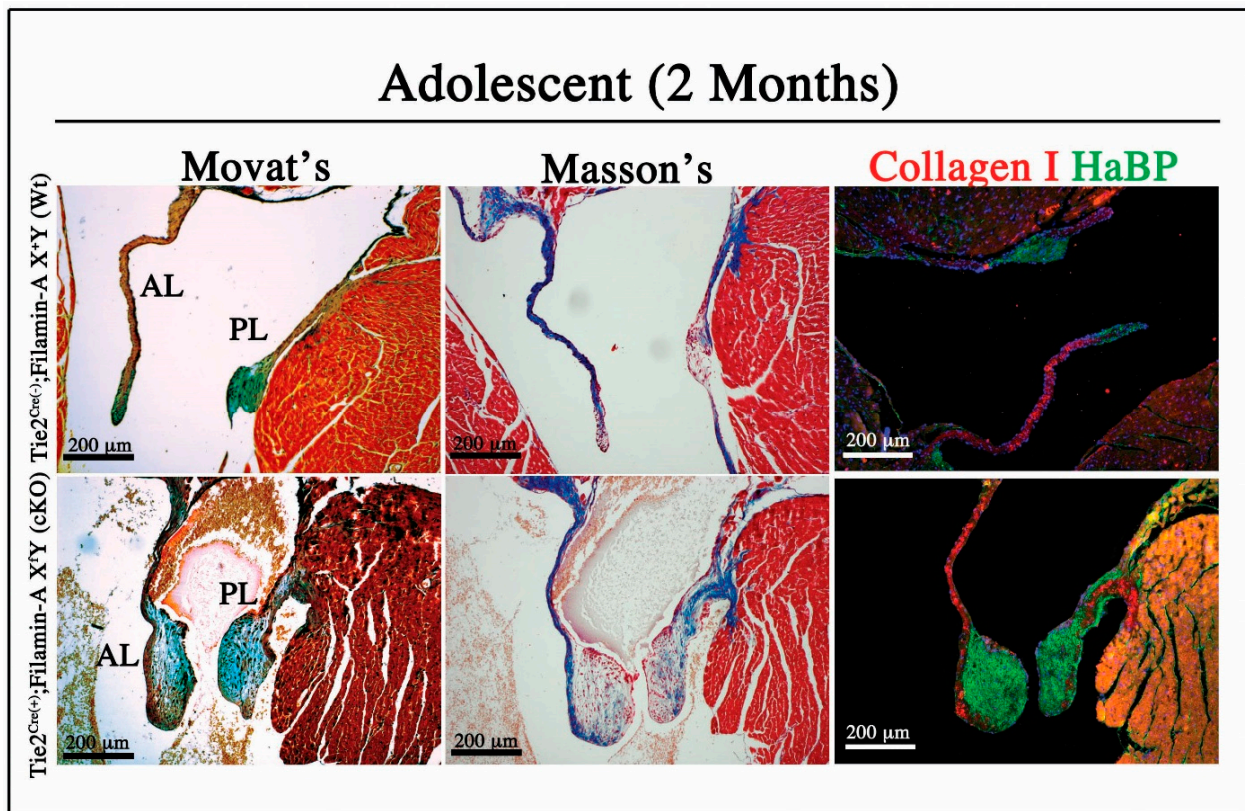 Adolescent (2 Months)
Movat's
Masson's
Collagen I HaBP
Tie2Cre(-);Filamin-A X+Y (Wt)
AL
PL
200 µm
200 µm
200 µm
Tie2Cre(+);Filamin-A XfY (cKO)
PL
AL
200 µm
200 µm
200 µm